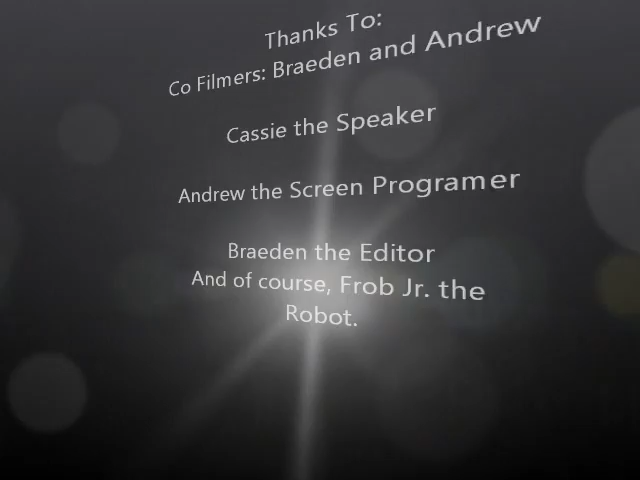 Thanks To:
Co Filmers: Braeden and Andrew
Cassie the Speaker
Andrew the Screen Programer
Braeden the Editor
And of course, Frob Jr. the
Robot.